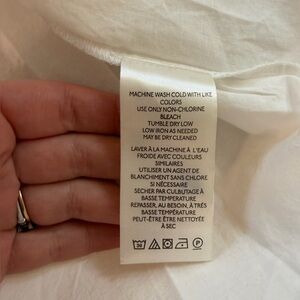 MACHINE WASH COLD WITH LIKE
COLORS
USE ONLY NON-CHLORINE
BLEACH
TUMBLE DRY LOW
LOW IRON AS NEEDED
MAY BE DRY CLEANED
LAVER À LA MACHINE À L'EAU
FROIDE AVEC COULEURS
SIMILAIRES
UTILISER UN AGENT DE
BLANCHIMENT SANS CHLORE
SI NÉCESSAIRE
SECHER PAR CULBUTAGE À
BASSE TEMPERATURE
REPASSER, AU BESOIN, À TRÈS
BASSE TEMPÉRATURE
PEUT-ÊTRE ÊTRE NETTOYÉE
À SEC